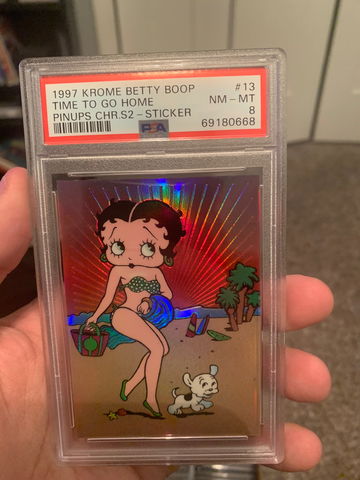 1997 KROME BETTY BOOP #13
TIME TO GO HOME NM-MT
PINUPS CHR.S2-STICKER 8
PSA 69180668